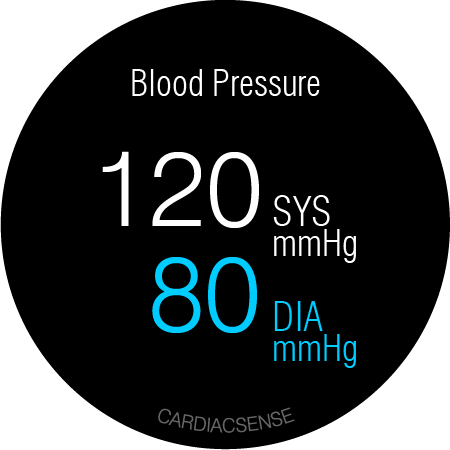 Blood Pressure
120 SYS mmHg
80 DIA mmHg
CARDIACSENSE